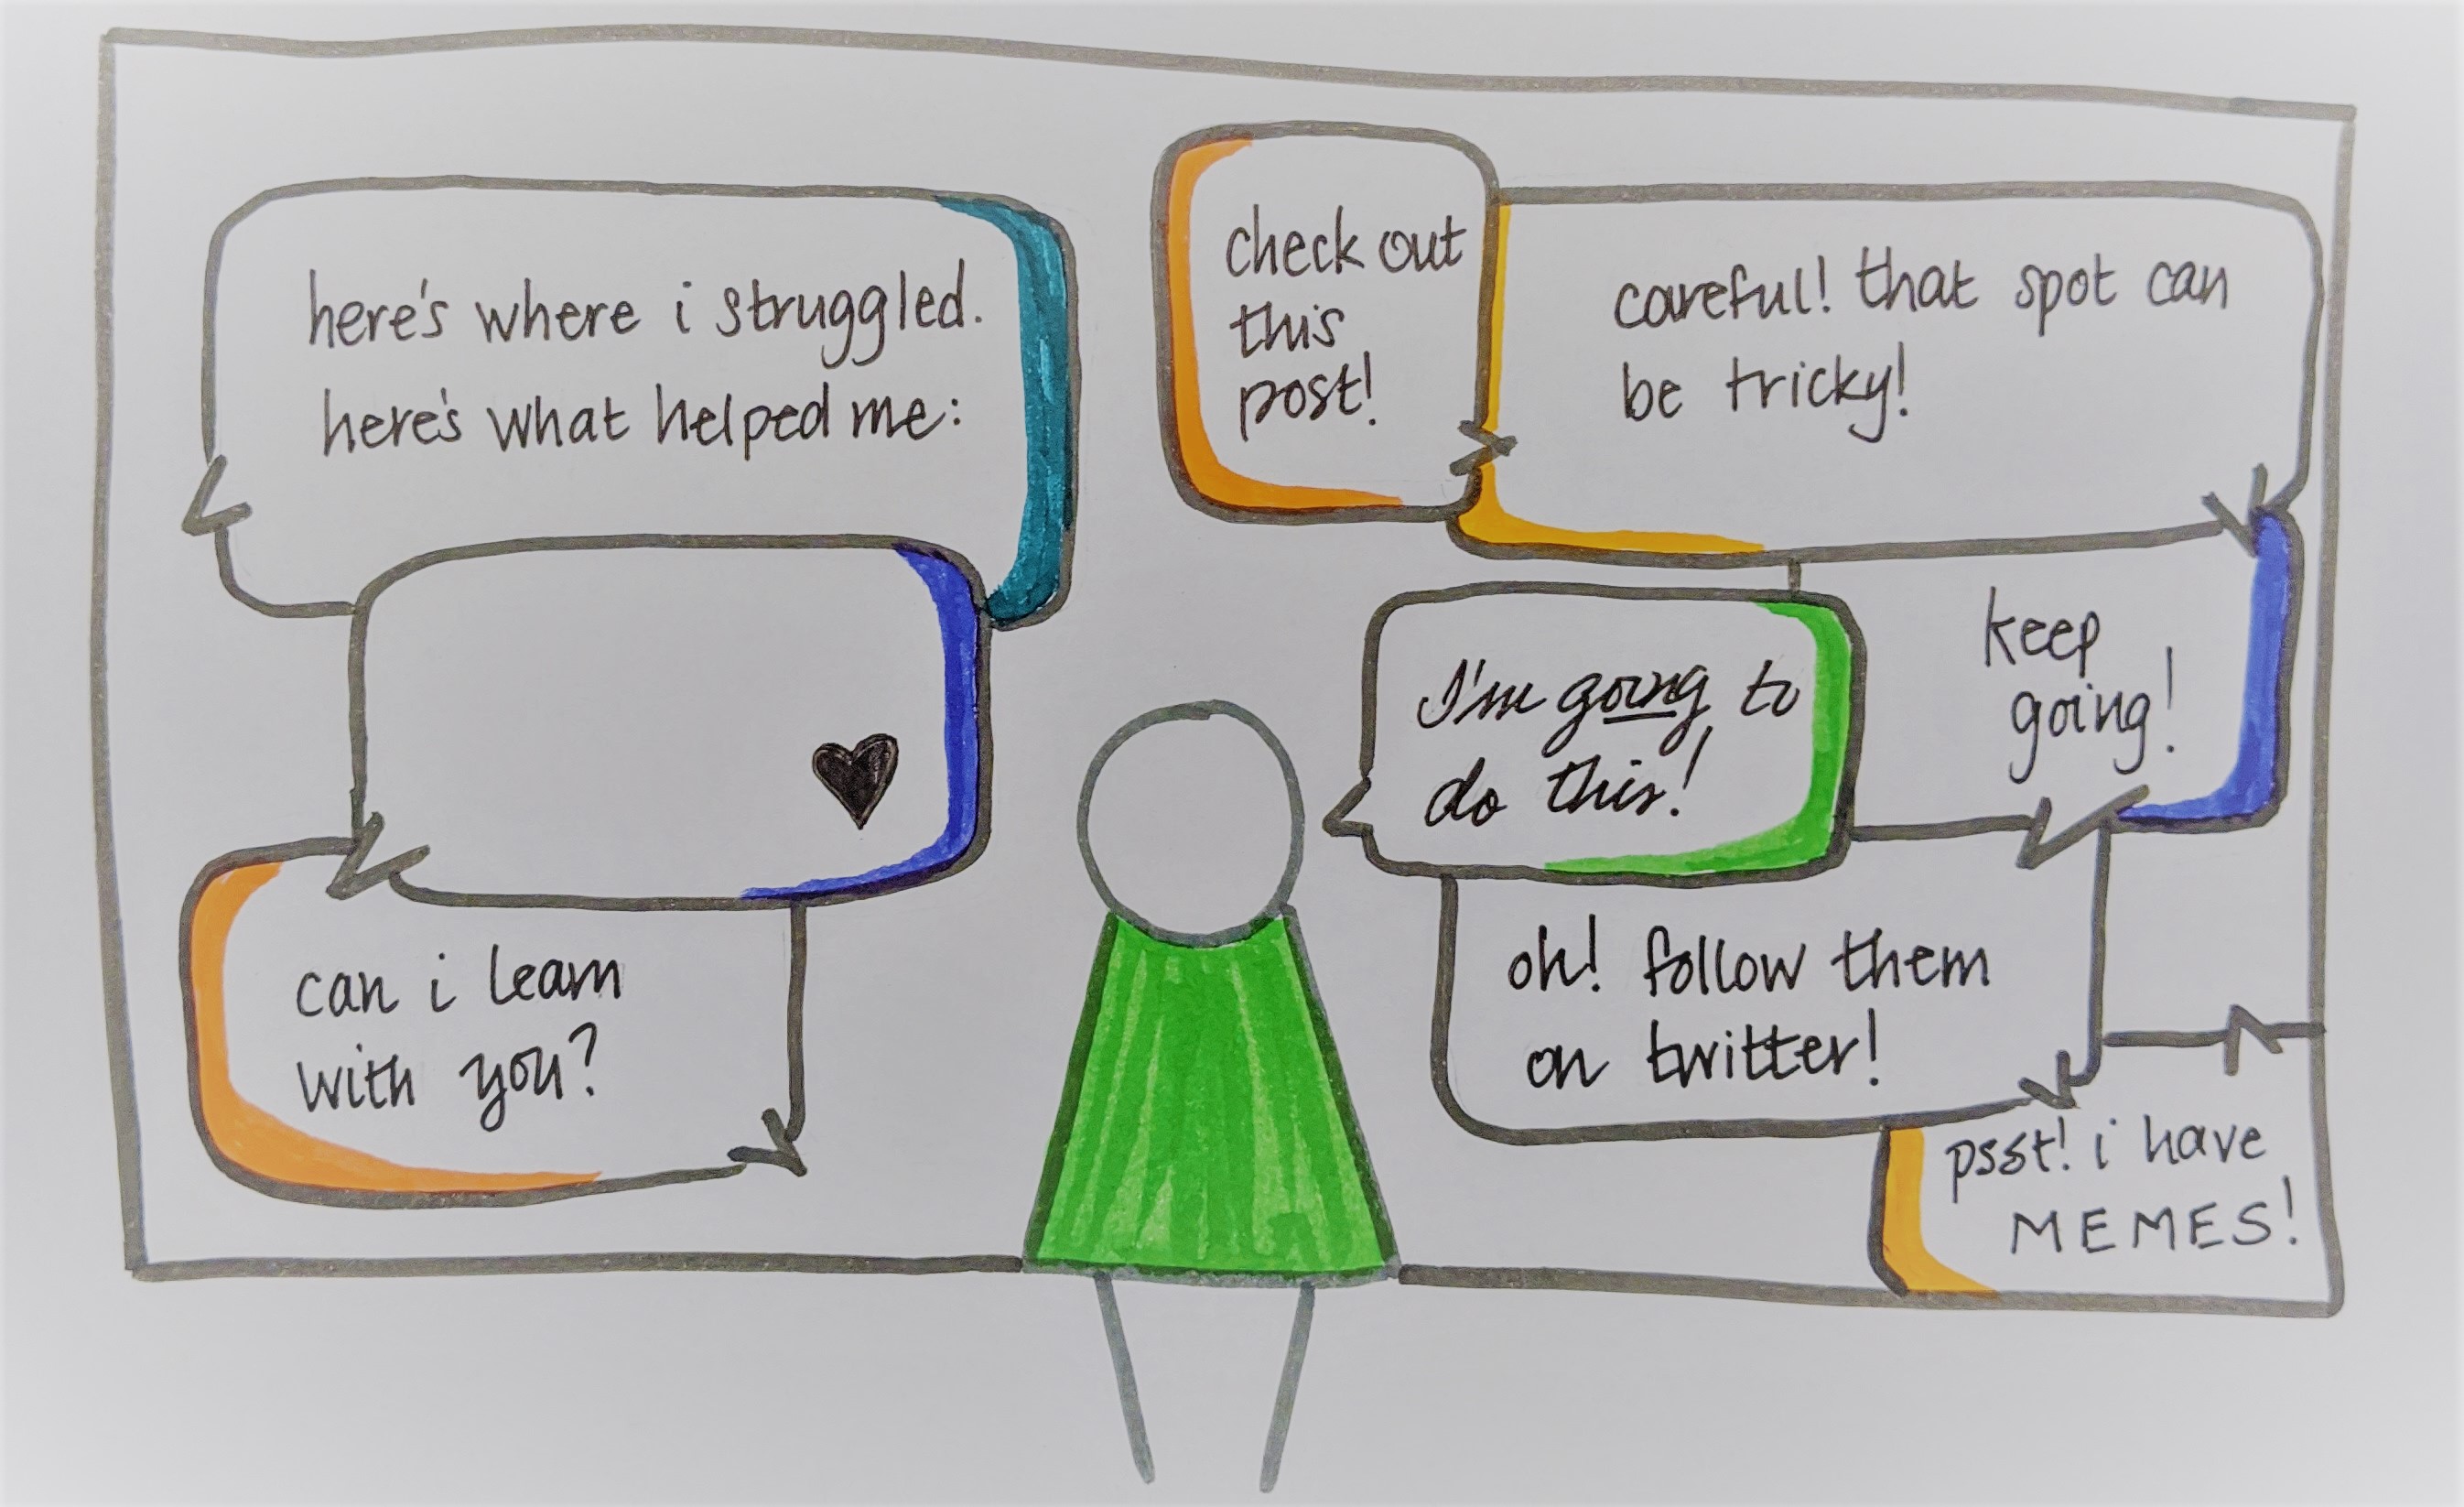 here's where i struggled.
here's what helped me:
can i learn
with you?
check out
this
post!
careful! that spot can
be tricky!
I'm going to
do this!
keep
going!
oh! follow them
on twitter!
psst! i have
MEMES!